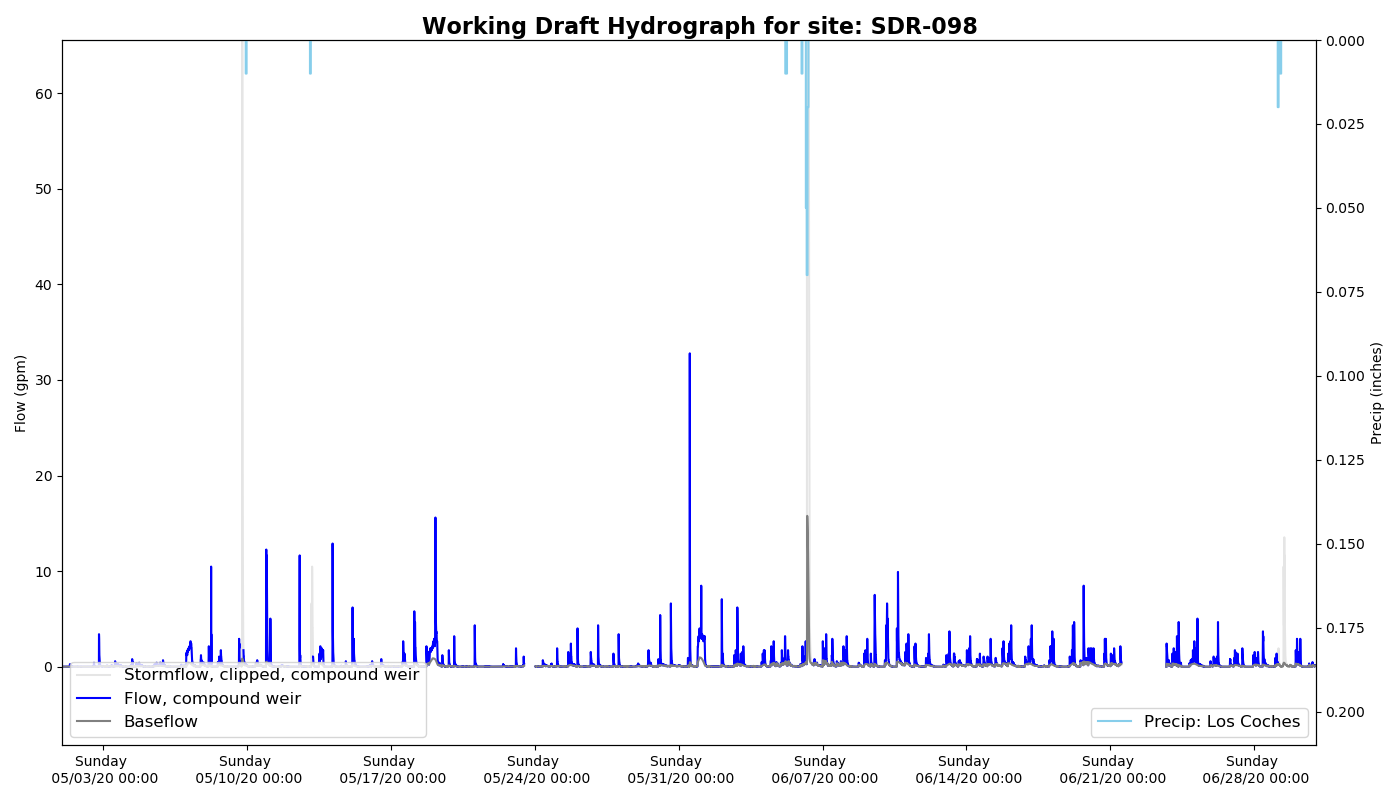 Working Draft Hydrograph for site: SDR-098
Flow (gpm)
60
50
40
30
20
10
0
0.000
0.025
0.050
0.075
0.100
0.125
0.150
0.175
0.200
Precip (inches)
Stormflow, clipped, compound weir
Flow, compound weir
Baseflow
Precip: Los Coches
Sunday
05/03/20 00:00
Sunday
05/10/20 00:00
Sunday
05/17/20 00:00
Sunday
05/24/20 00:00
Sunday
05/31/20 00:00
Sunday
06/07/20 00:00
Sunday
06/14/20 00:00
Sunday
06/21/20 00:00
Sunday
06/28/20 00:00